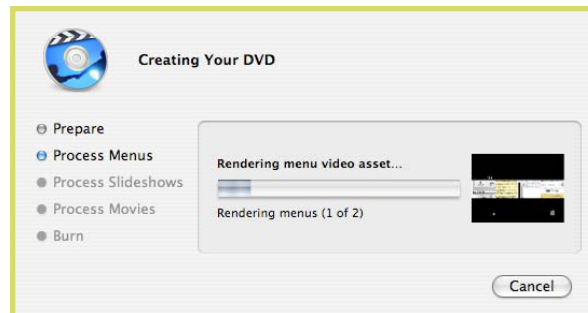 Creating Your DVD
Prepare
Process Menus
Process Slideshows
Process Movies
Burn
Rendering menu video asset...
Rendering menus (1 of 2)
Cancel